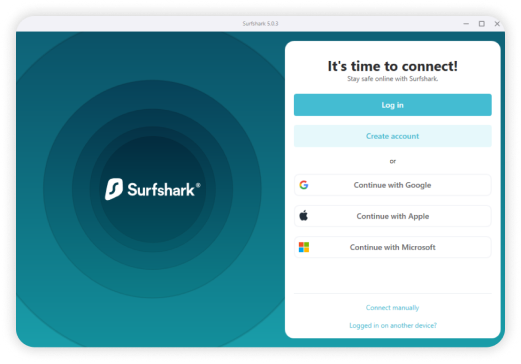 Surfshark 5.0.3
It's time to connect!
Stay safe online with Surfshark.
Log in
Create account
or
Continue with Google
Continue with Apple
Continue with Microsoft
Surfshark®
Connect manually
Logged in on another device?